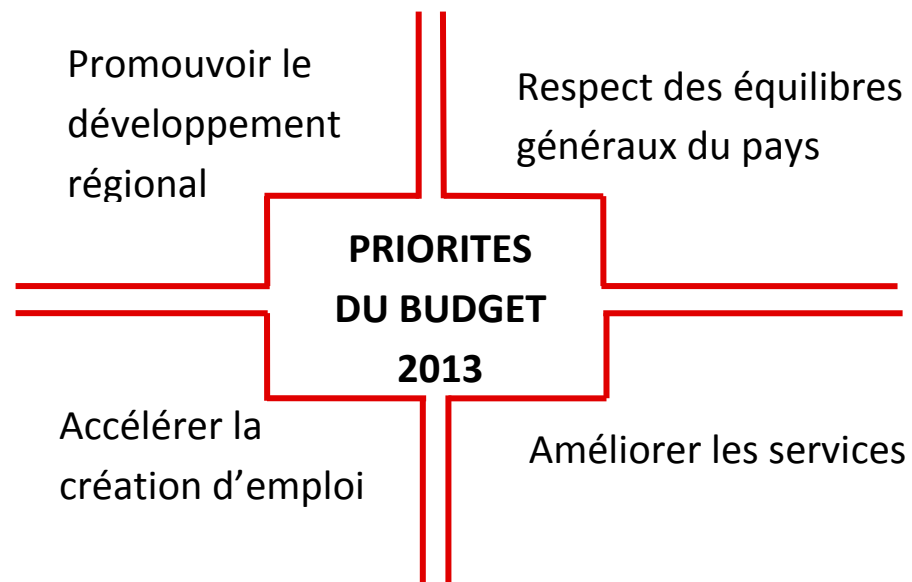 Promouvoir le
développement
régional
Respect des équilibres
généraux du pays
PRIORITES
DU BUDGET
2013
Accélérer la
création d’emploi
Améliorer les services